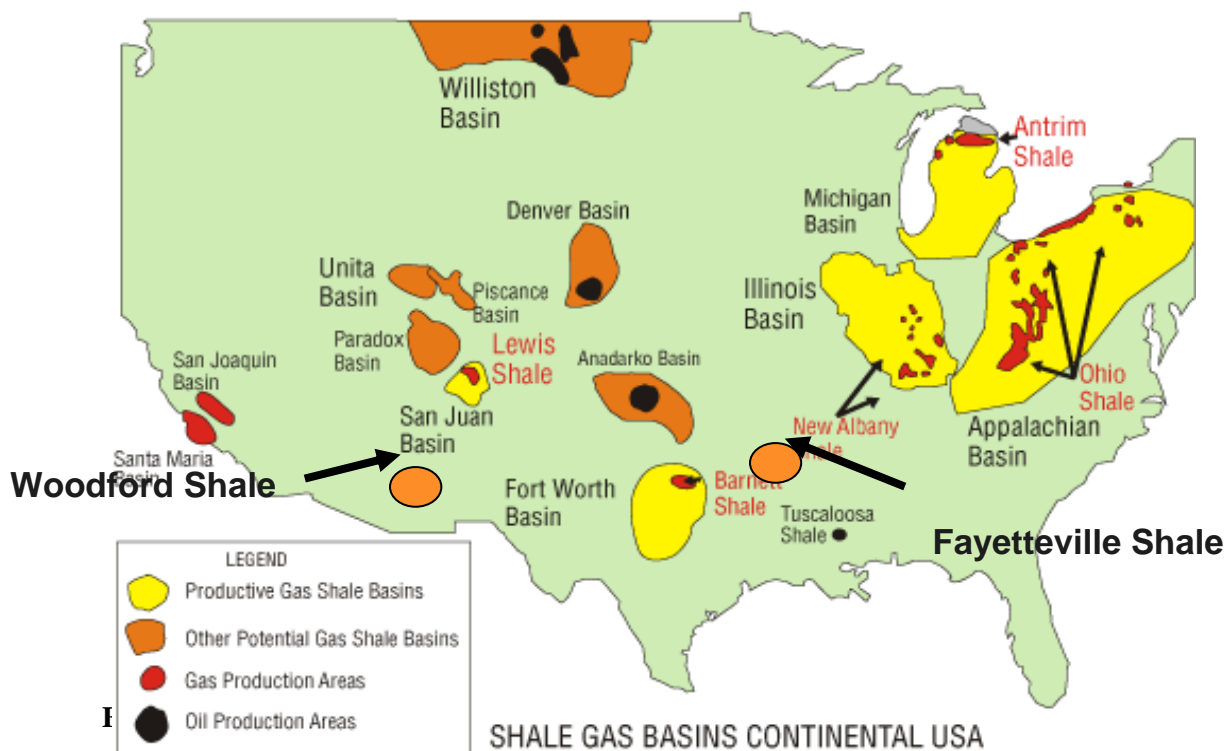 Williston
Basin
Antrim
Shale
Michigan
Basin
Denver Basin
Unita
Basin
Piscance
Basin
Illinois
Basin
Paradox
Basin
Lewis
Shale
San Joaquin
Basin
Anadarko Basin
Ohio
Shale
San Juan
Basin
New Albany
Appalachian
Basin
Santa Maria
Woodford Shale
Fort Worth
Basin
Barnett
Shale
Tuscaloosa
Shale
Fayetteville Shale
LEGEND
Productive Gas Shale Basins
Other Potential Gas Shale Basins
Gas Production Areas
Oil Production Areas
SHALE GAS BASINS CONTINENTAL USA